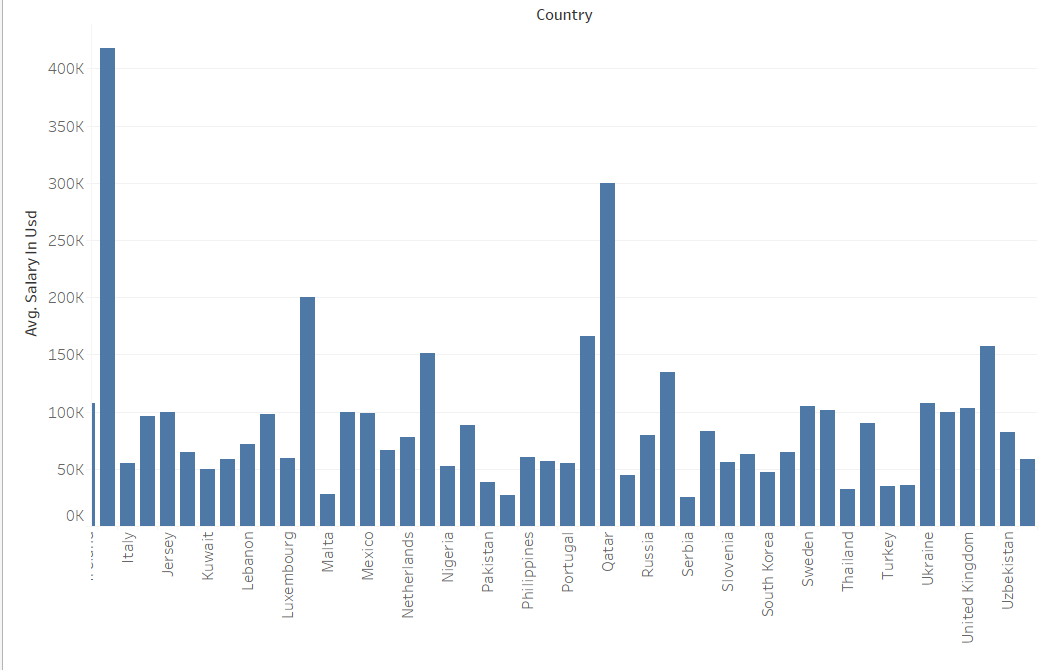 Country
Avg. Salary In Usd
400K
350K
300K
250K
200K
150K
100K
50K
0K
Italy
Jersey
Kuwait
Lebanon
Luxembourg
Malta
Mexico
Netherlands
Nigeria
Pakistan
Philippines
Portugal
Qatar
Russia
Serbia
Slovenia
South Korea
Sweden
Thailand
Turkey
Ukraine
United Kingdom
Uzbekistan